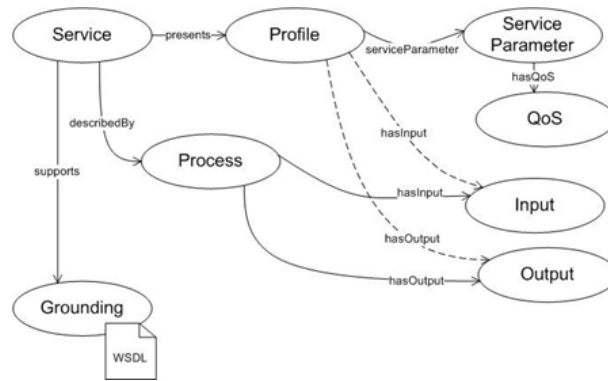 Service
presents
Profile
serviceParameter
Service
Parameter
hasQoS
QoS
describedBy
hasInput
Process
supports
hasInput
Input
hasOutput
hasOutput
Output
Grounding
WSDL